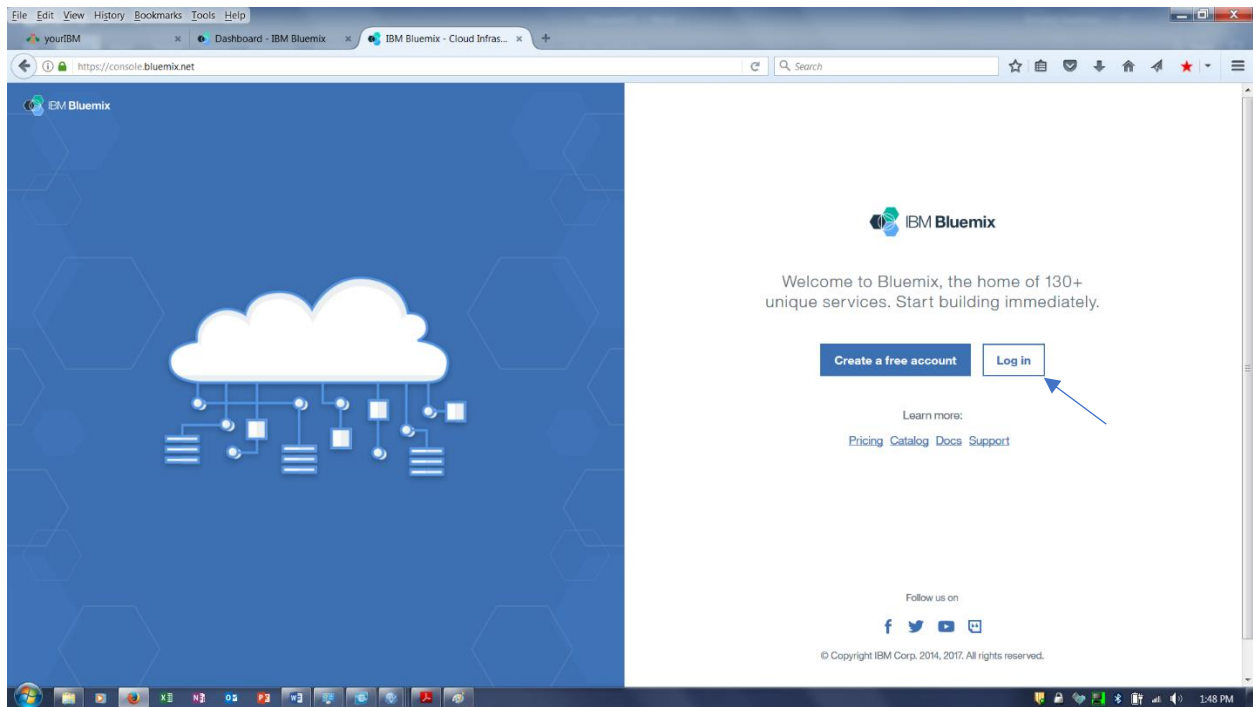 File Edit View History Bookmarks Tools Help
yourIBM
Dashboard - IBM Bluemix
IBM Bluemix - Cloud Infras...
https://console.bluemix.net
Search
IBM Bluemix
IBM Bluemix
Welcome to Bluemix, the home of 130+
unique services. Start building immediately.
Create a free account Log in
Learn more:
Pricing Catalog Docs Support
Follow us on
© Copyright IBM Corp. 2014, 2017. All rights reserved.
1:48 PM